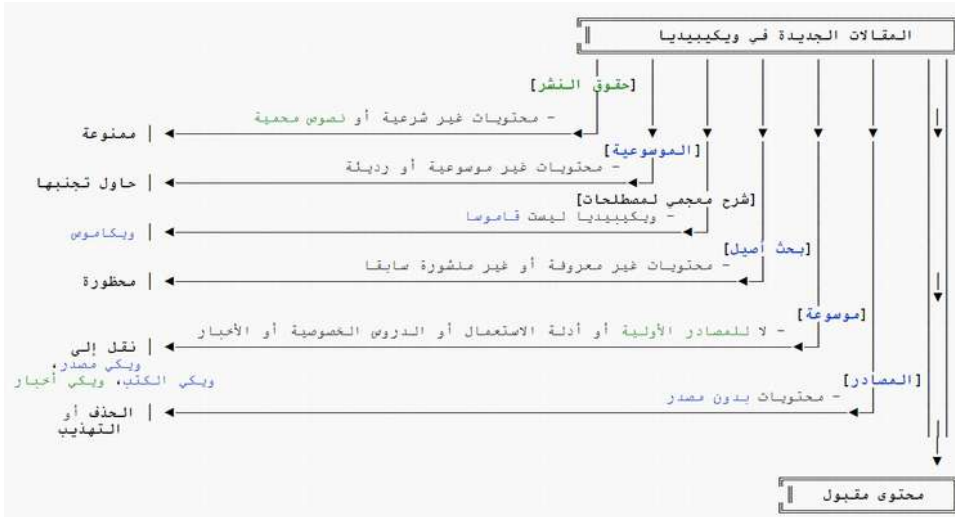 المقالات الجديدة في ويكيبيديا
[حقوق النشر]
- محتويات غير شرعية أو نصوص محمية
ممنوعة
[الموسوعية]
- محتويات غير موسوعية أو رديئة
حاول تجنبها
[شرح معجمي لمصطلحات]
- ويكيبيديا ليست قاموسا
ويكاموس
[بحث أصيل]
- محتويات غير معروفة أو غير منشورة سابقا
محظورة
[موسوعة]
- لا للمصادر الأولية أو أدلة الاستعمال أو الدروس الخصوصية أو الأخبار
نقل إلى
ويكي مصدر،
ويكي الكتب، ويكي أخبار
[المصادر]
- محتويات بدون مصدر
الحذف أو
التهذيب
محتوى مقبول